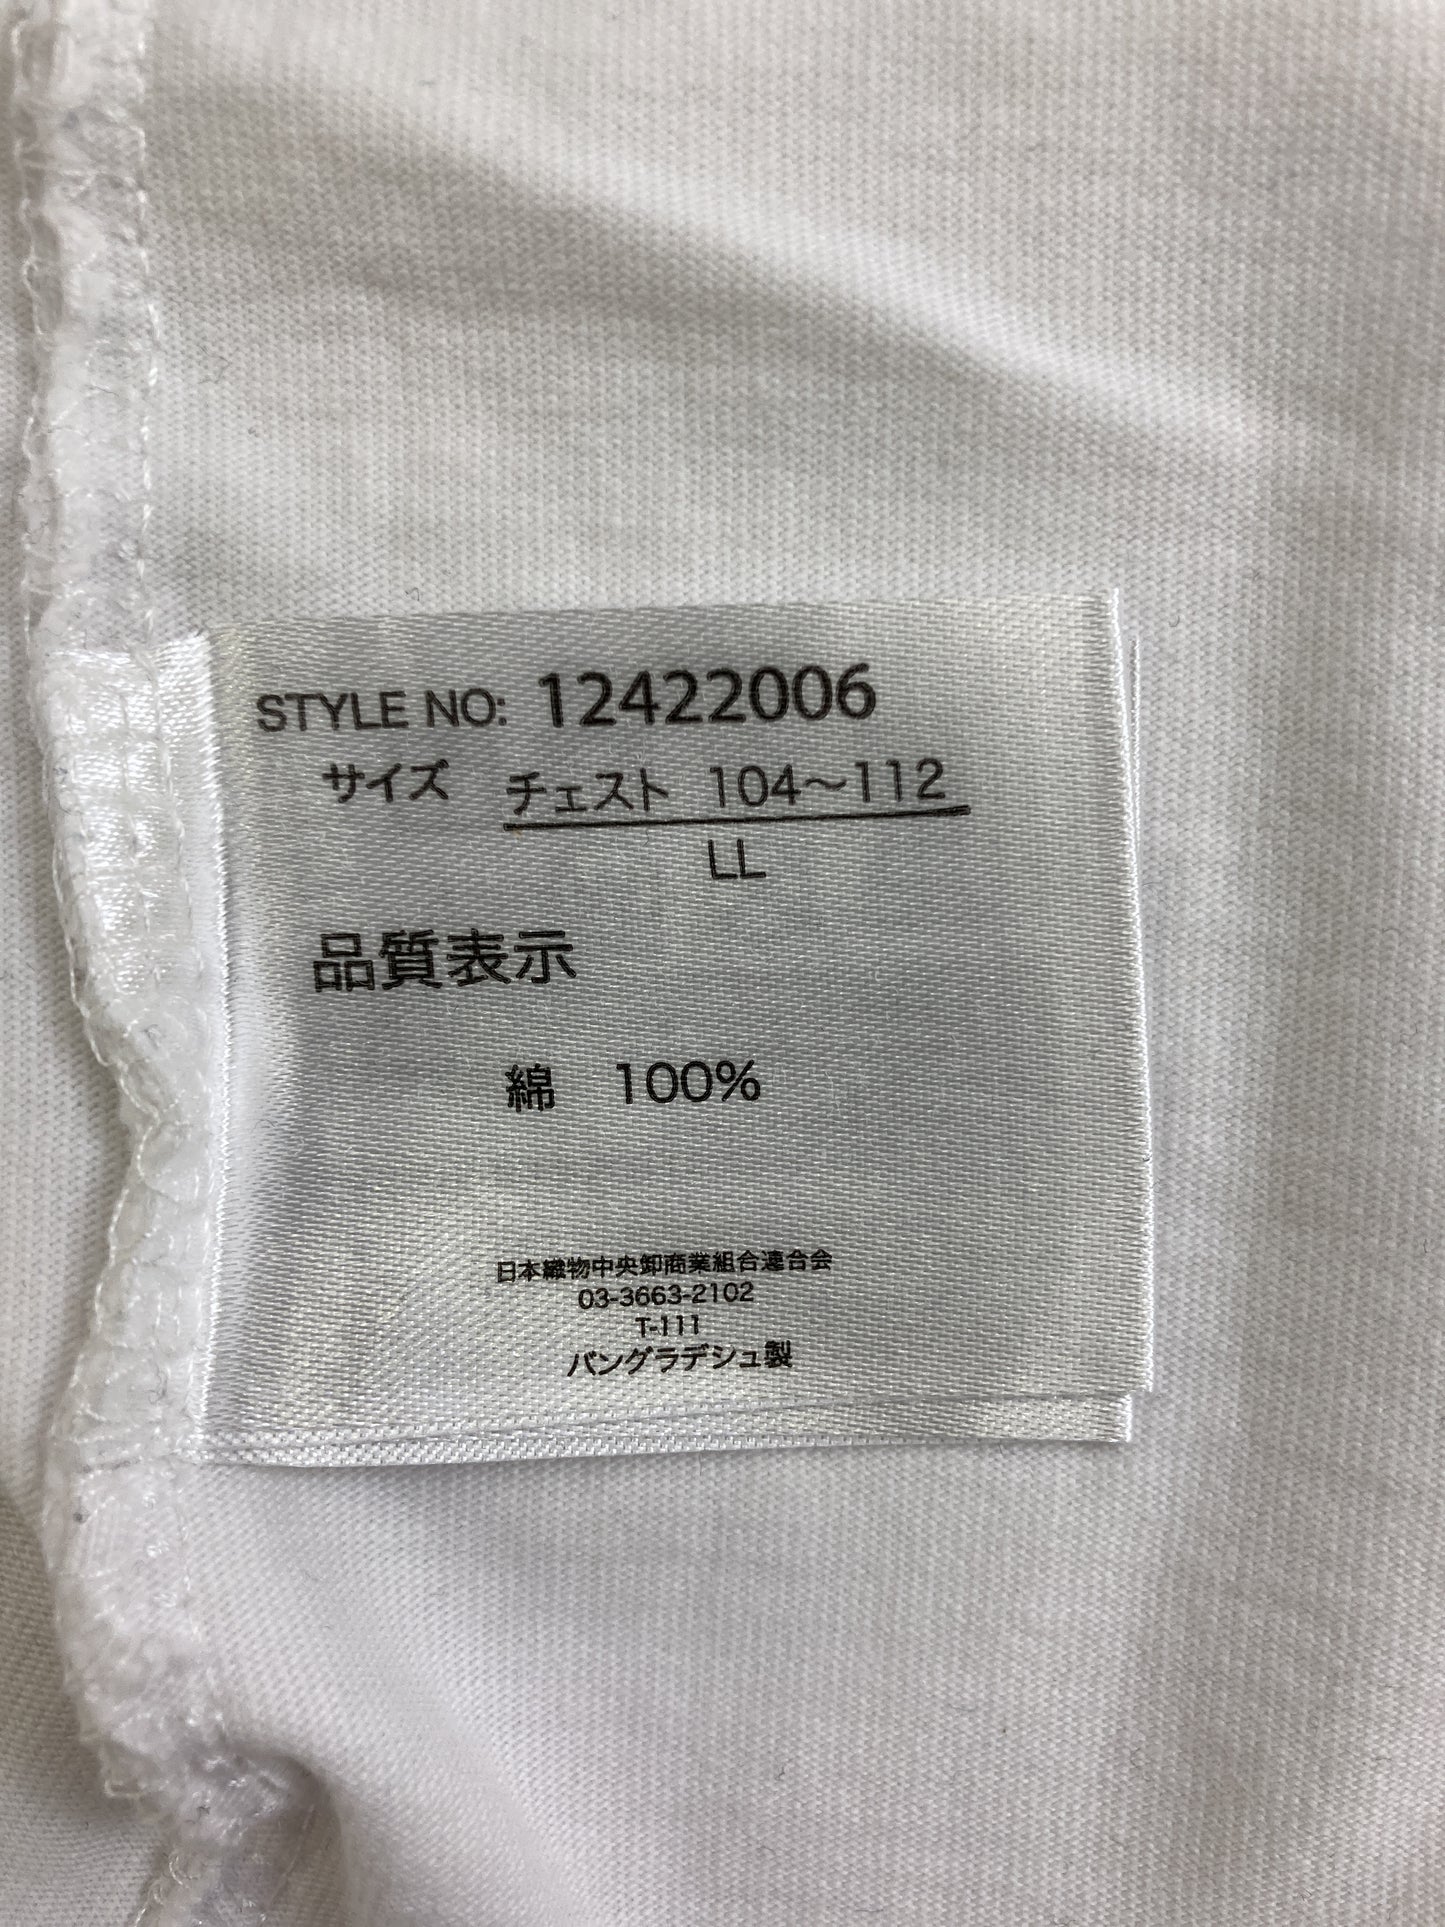 STYLE NO: 12422006
サイズ チェスト 104〜112
LL
品質表示
綿 100%
日本織物中央卸商業組合連合会
03-3663-2102
T-111
バングラデシュ製